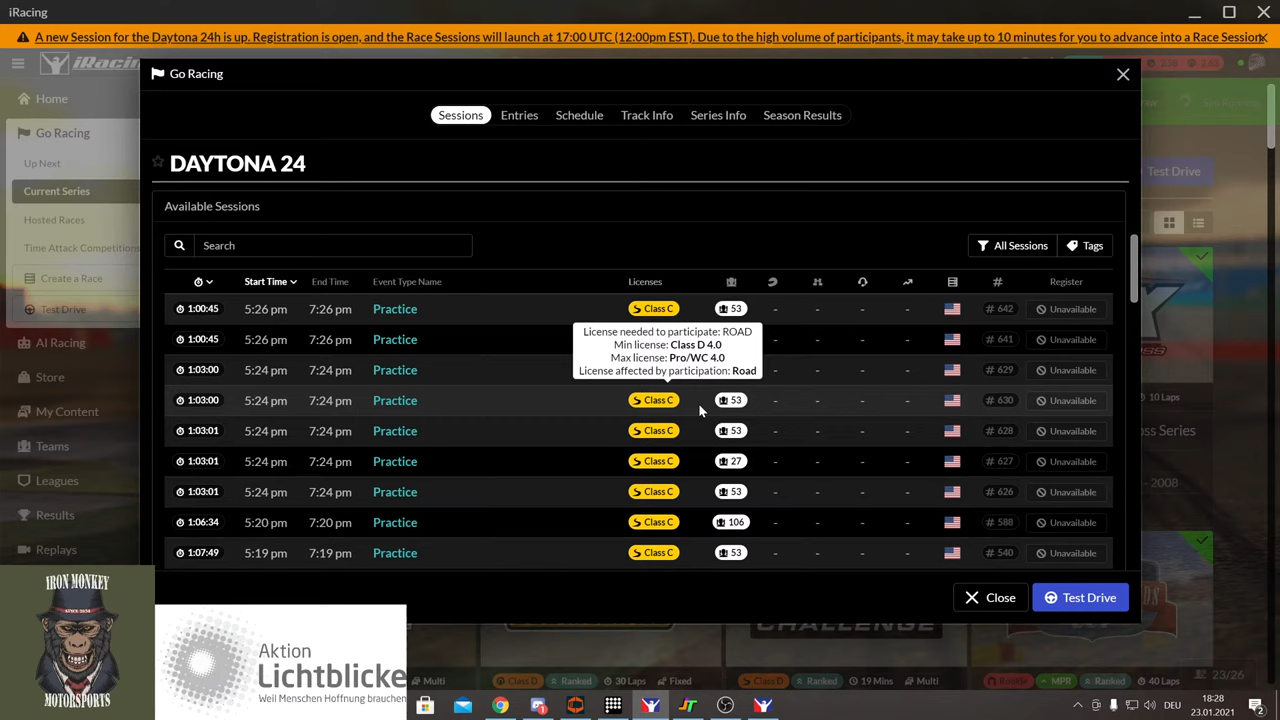 iRacing
A new Session for the Daytona 24h is up. Registration is open, and the Race Sessions will launch at 17:00 UTC (12:00pm EST). Due to the high volume of participants, it may take up to 10 minutes for you to advance into a Race Session.
iRacing
Home
Go Racing
Up Next
Current Series
Hosted Races
Time Attack Competitions
Create a Race
Test Drive
AI Racing
Store
My Content
Teams
Leagues
Results
Replays
Go Racing
Sessions Entries Schedule Track Info Series Info Season Results
DAYTONA 24
Available Sessions
Search All Sessions Tags
Start Time End Time Event Type Name Licenses # Register
1:00:45 5:26 pm 7:26 pm Practice Class C 53 - - - - # 642 Unavailable
1:00:45 5:26 pm 7:26 pm Practice - - - - # 641 Unavailable
1:03:00 5:24 pm 7:24 pm Practice - - - - # 629 Unavailable
1:03:00 5:24 pm 7:24 pm Practice Class C 53 - - - - # 630 Unavailable
1:03:01 5:24 pm 7:24 pm Practice Class C 53 - - - - # 628 Unavailable
1:03:01 5:24 pm 7:24 pm Practice Class C 27 - - - - # 627 Unavailable
1:03:01 5:24 pm 7:24 pm Practice Class C 53 - - - - # 626 Unavailable
1:06:34 5:20 pm 7:20 pm Practice Class C 106 - - - - # 588 Unavailable
1:07:49 5:19 pm 7:19 pm Practice Class C 53 - - - - # 540 Unavailable
License needed to participate: ROAD
Min license: Class D 4.0
Max license: Pro/WC 4.0
License affected by participation: Road
Close Test Drive
Test Drive
10 Laps
Series
- 2008
CHALLENGE
Class D Ranked 30 Laps Fixed
Class D Ranked 19 Mins Multi
Rookie MPR Ranked 40 Laps
Multi
23/26
IRON MONKEY
MOTORSPORTS
Aktion
Lichtblicke
Weil Menschen Hoffnung brauchen
18:28
23.01.2021
2